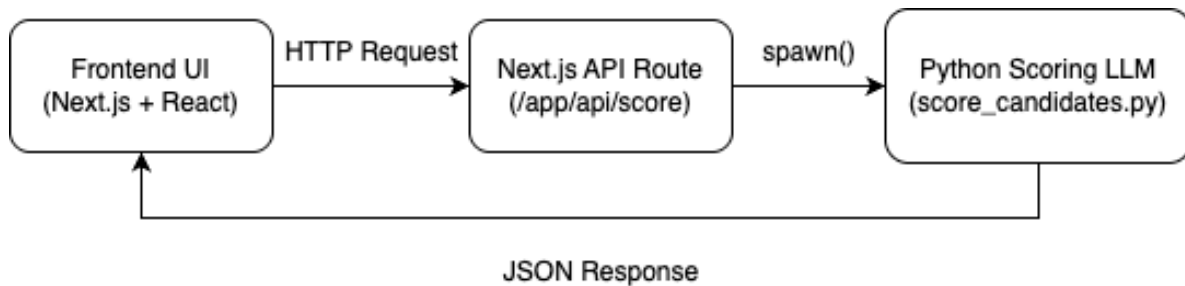 Frontend UI
(Next.js + React)
HTTP Request
Next.js API Route
(/app/api/score)
spawn()
Python Scoring LLM
(score_candidates.py)
JSON Response